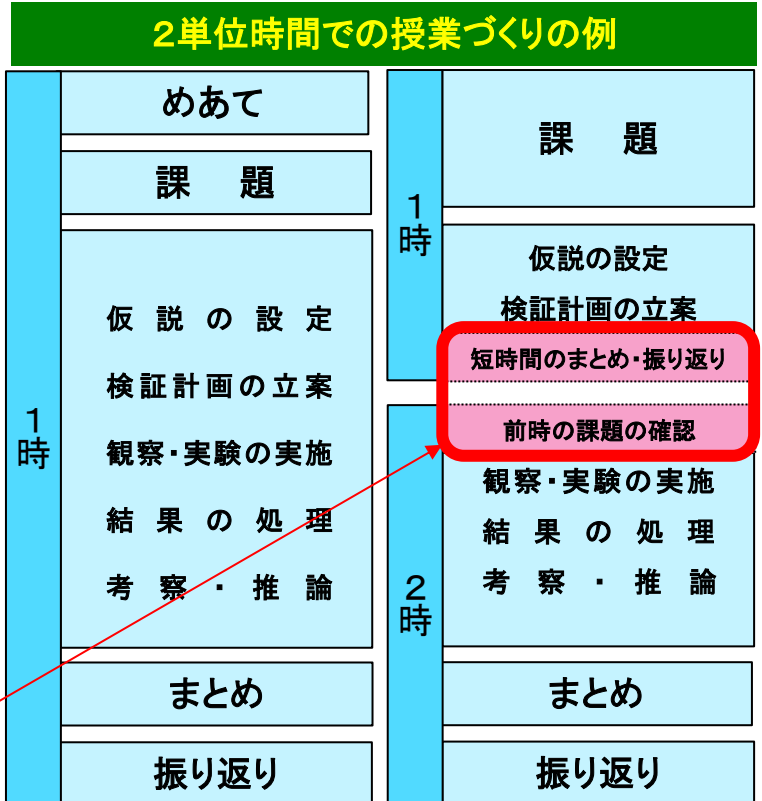 ２単位時間での授業づくりの例
１時
めあて
課題
仮説の設定
検証計画の立案
観察・実験の実施
結果の処理
考察・推論
まとめ
振り返り
１時
課題
仮説の設定
検証計画の立案
短時間のまとめ・振り返り
２時
前時の課題の確認
観察・実験の実施
結果の処理
考察・推論
まとめ
振り返り